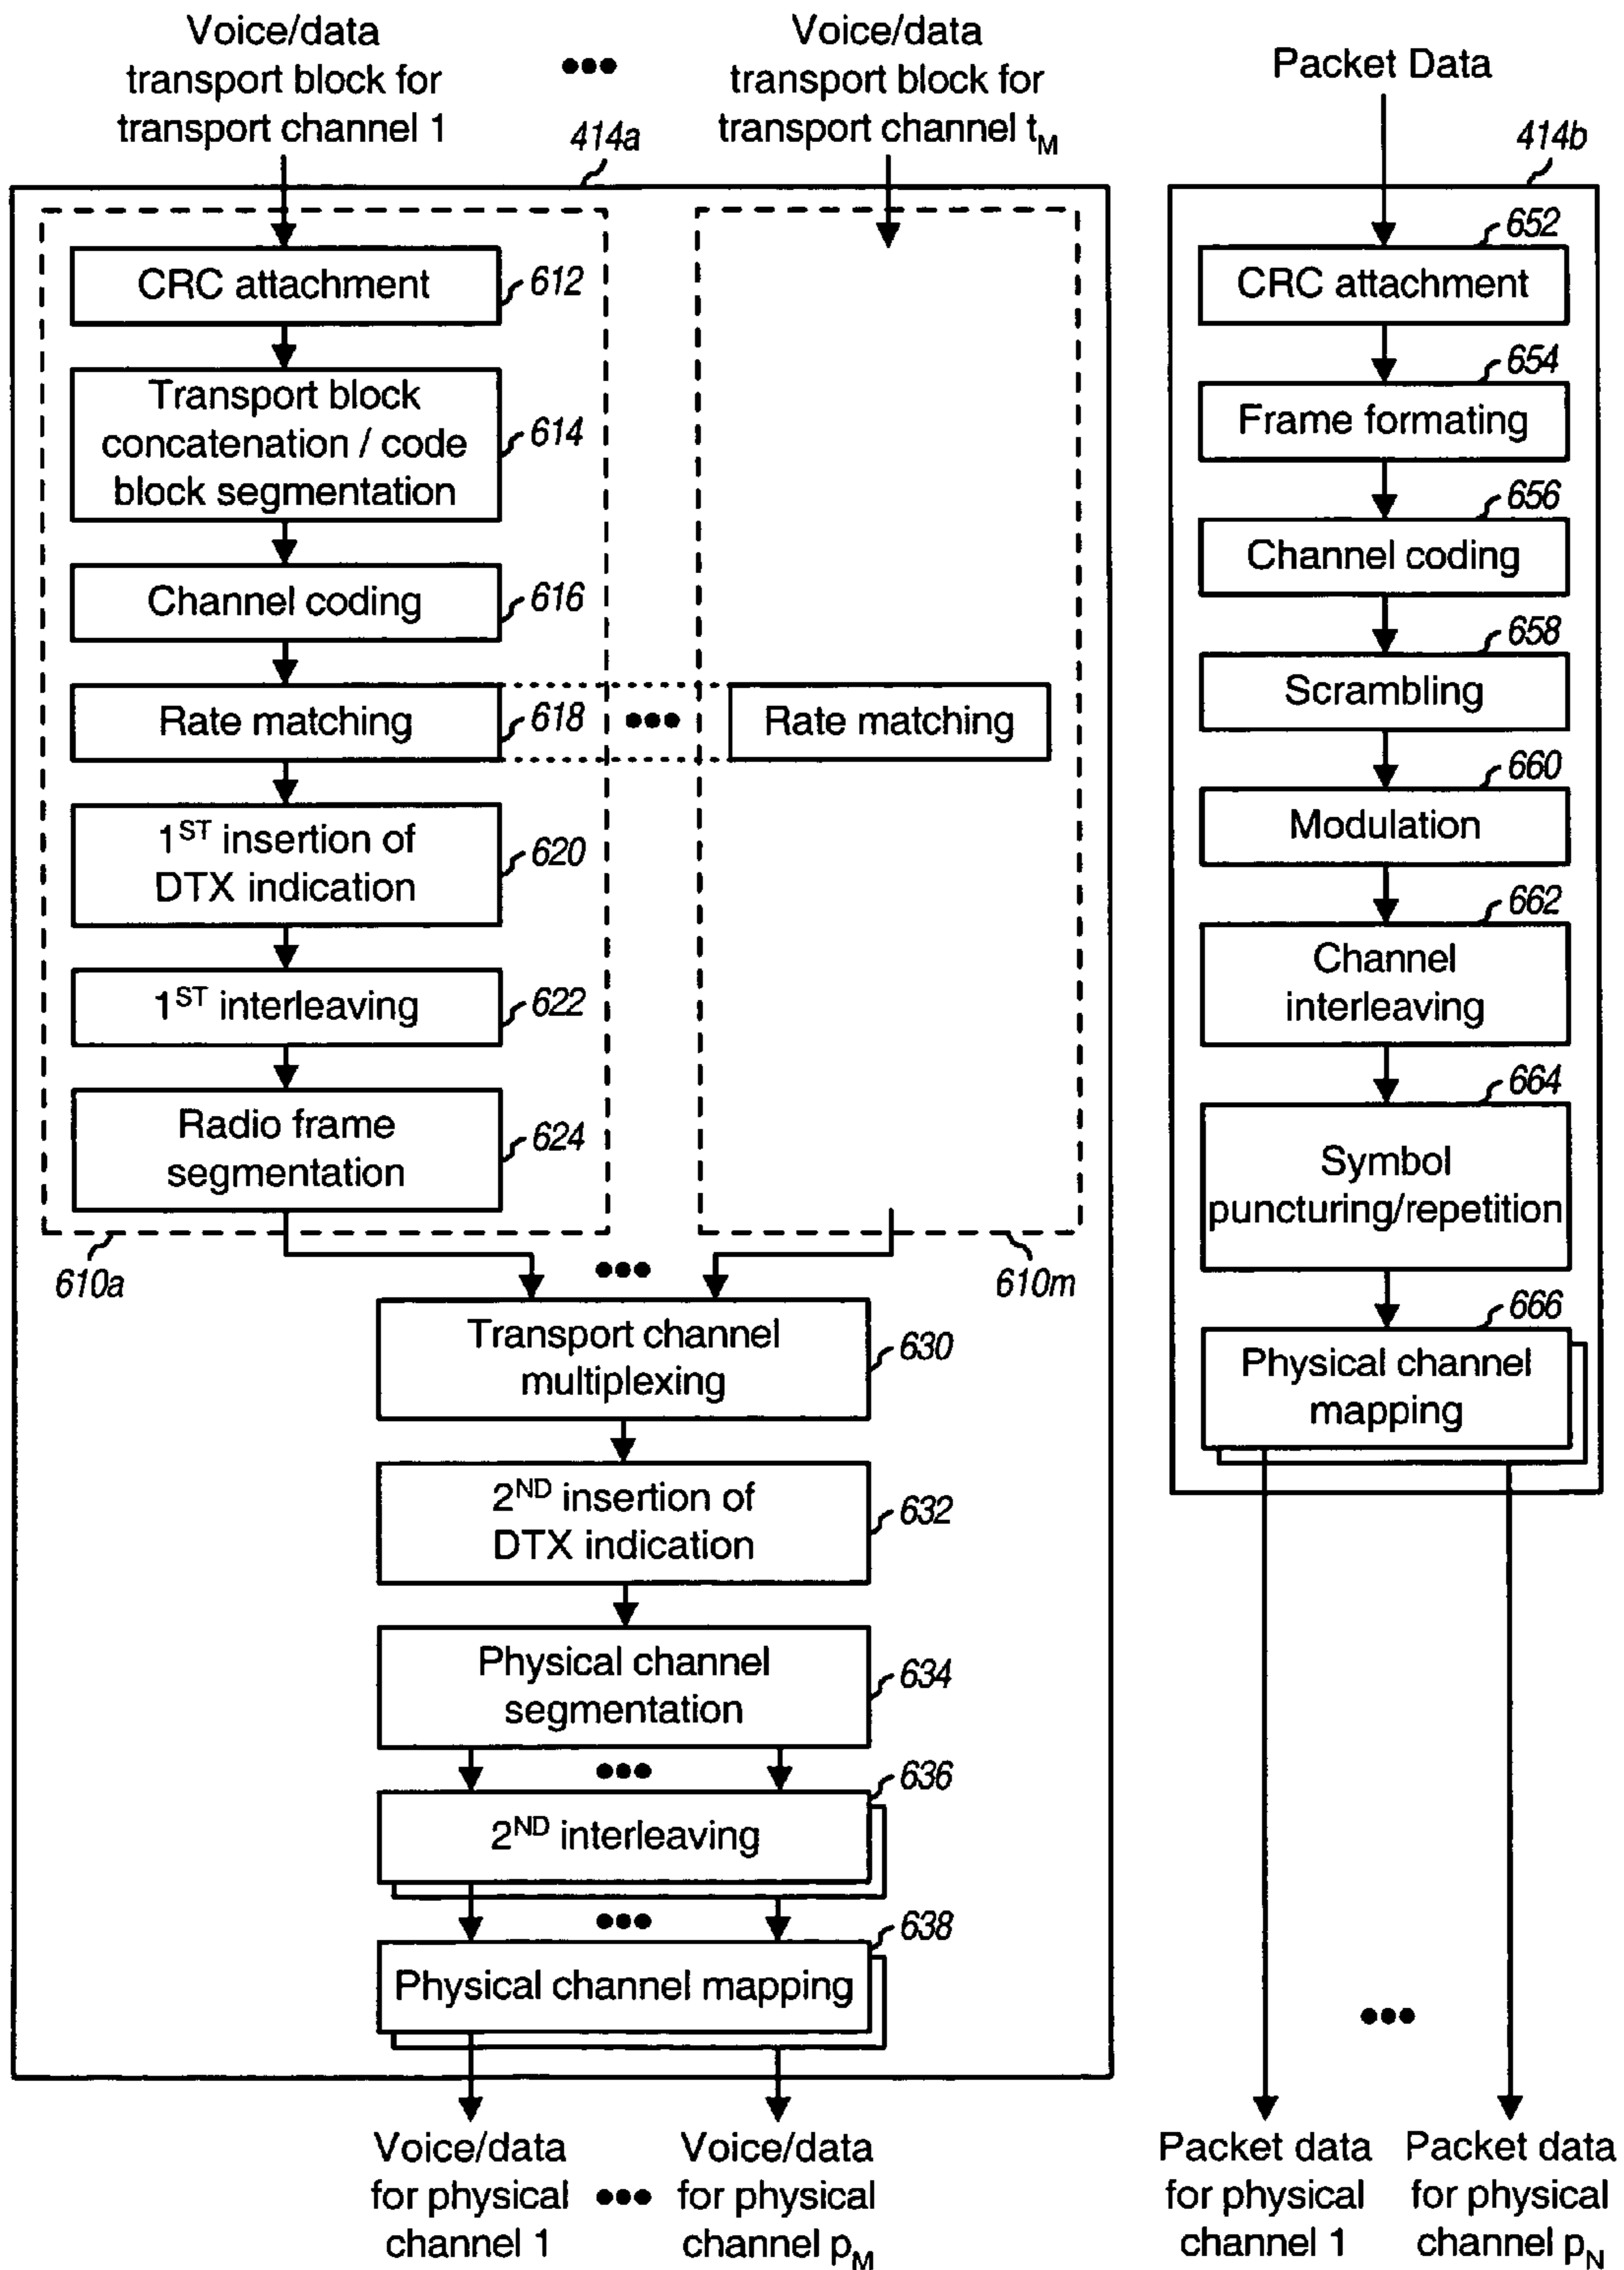 Voice/data
transport block for
transport channel 1
•••
Voice/data
transport block for
transport channel tM
414a
CRC attachment
612
Transport block
concatenation / code
block segmentation
614
Channel coding
616
Rate matching
618
•••
Rate matching
1ST insertion of
DTX indication
620
1ST interleaving
622
Radio frame
segmentation
624
610a
•••
610m
Transport channel
multiplexing
630
2ND insertion of
DTX indication
632
Physical channel
segmentation
634
•••
636
2ND interleaving
•••
638
Physical channel mapping
Voice/data
for physical
channel 1
•••
Voice/data
for physical
channel pM
Packet Data
414b
652
CRC attachment
654
Frame formating
656
Channel coding
658
Scrambling
660
Modulation
662
Channel
interleaving
664
Symbol
puncturing/repetition
666
Physical channel
mapping
•••
Packet data
for physical
channel 1
Packet data
for physical
channel pN